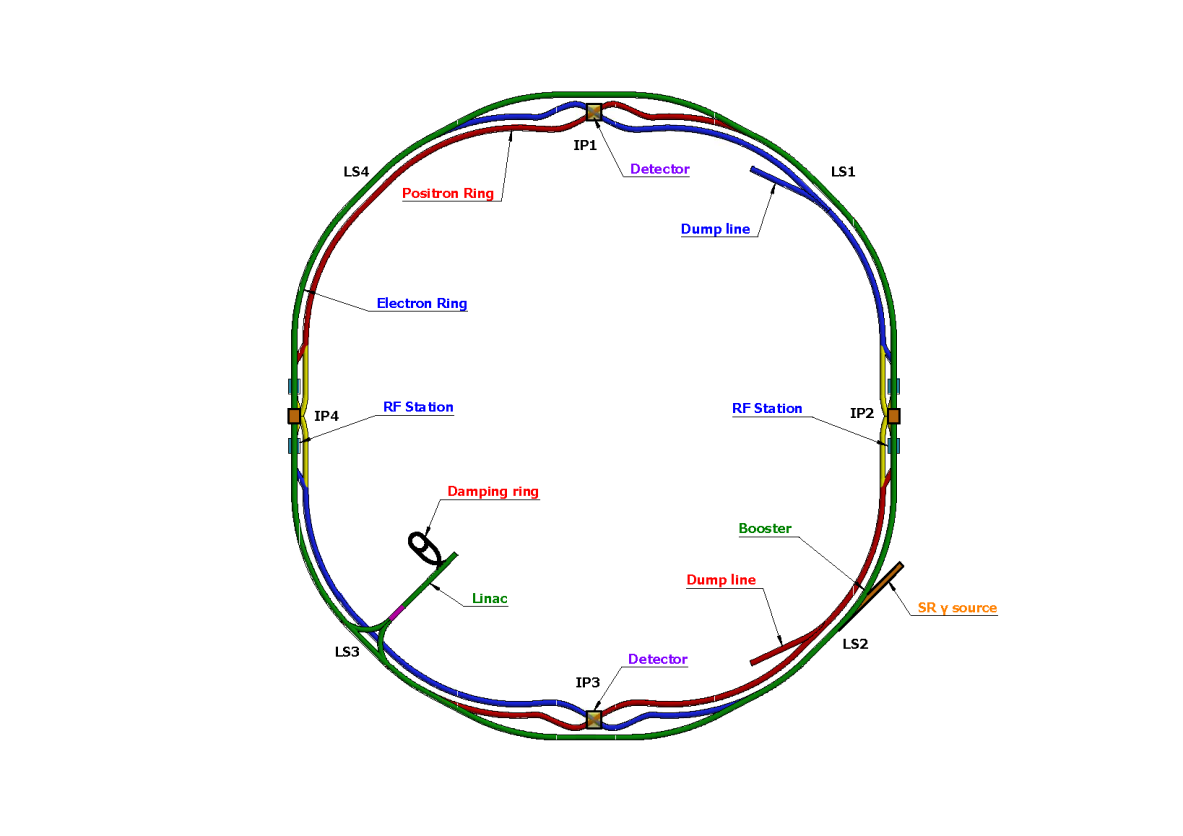 IP1
Detector
LS4
LS1
Positron Ring
Dump line
Electron Ring
RF Station
IP4
RF Station
IP2
Damping ring
Booster
Dump line
Linac
SR γ source
LS3
LS2
Detector
IP3